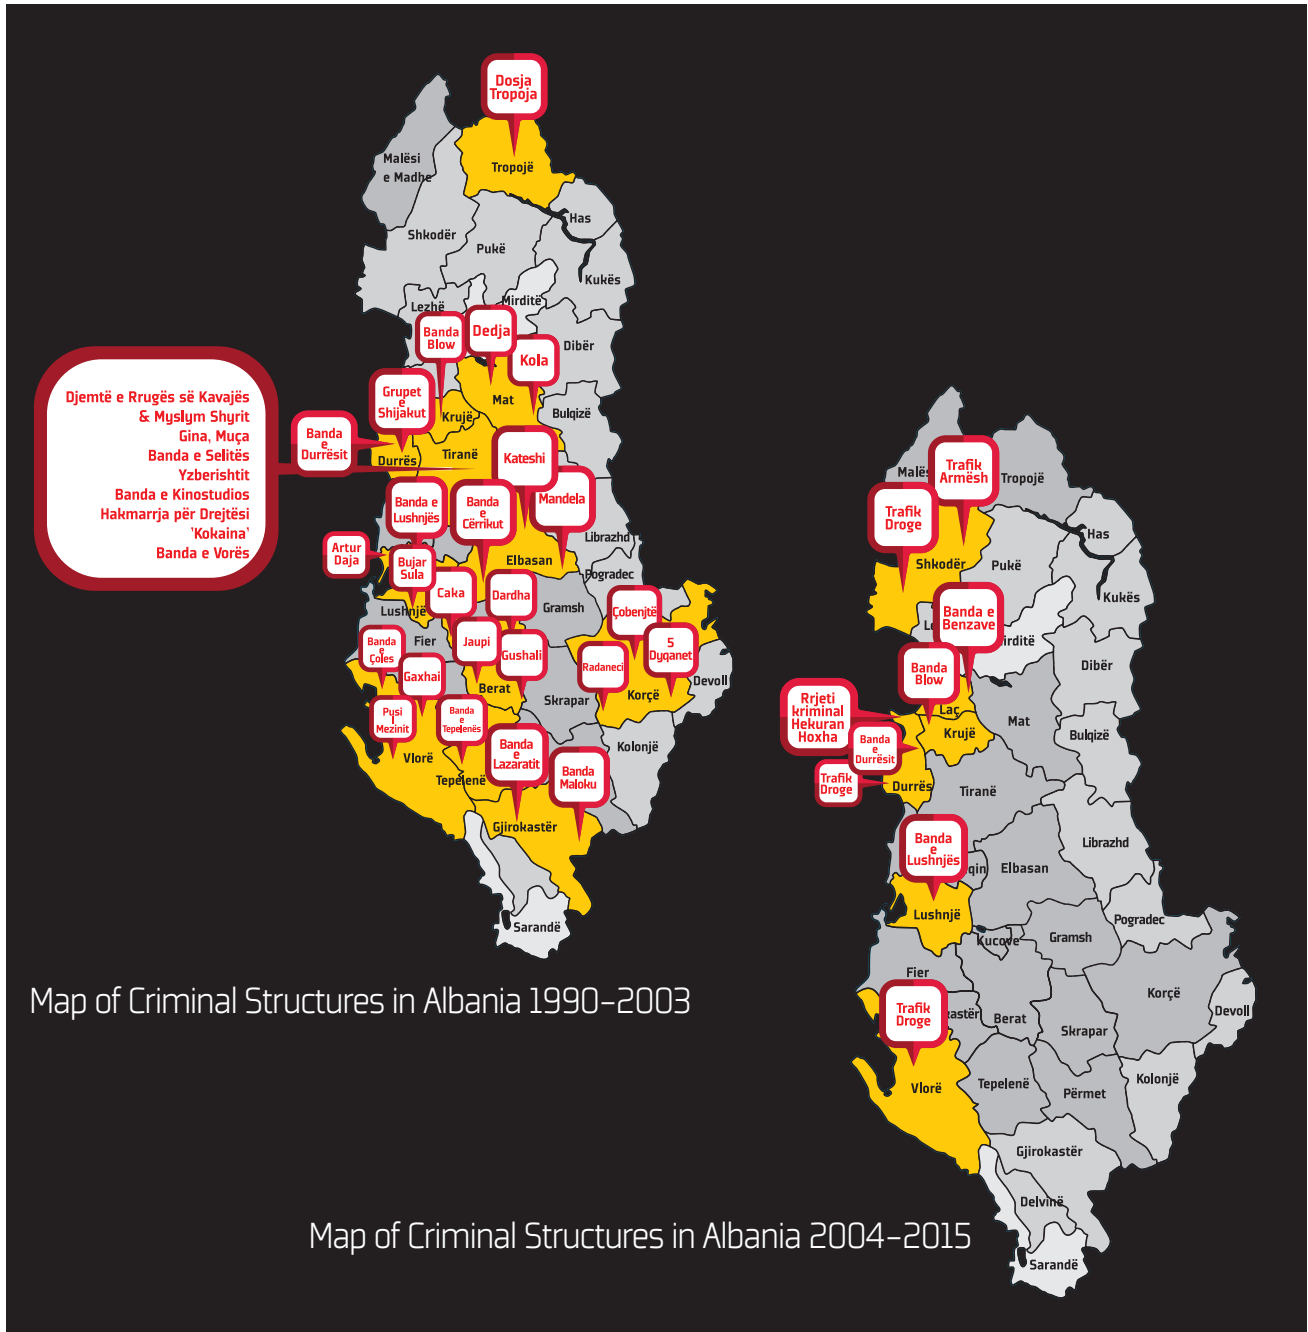 Dosja
Tropoja
Malësi
e Madhe
Tropojë
Has
Shkodër
Pukë
Kukës
Mirditë
Lezhë
Banda
Blow
Dedja
Kola
Dibër
Grupet
e
Shijakut
Mat
Krujë
Bulqizë
Djemtë e Rrugës së Kavajës
& Myslym Shyrit
Gina, Muça
Banda e Selitës
Yzberishtit
Banda e Kinostudios
Hakmarrja për Drejtësi
'Kokaina'
Banda e Vorës
Banda
e
Durrësit
Durrës
Tiranë
Kateshi
Mandela
Banda e
Lushnjës
Banda
e
Cërrikut
Librazhd
Artur
Daja
Bujar
Sula
Elbasan
Pogradec
Caka
Dardha
Gramsh
Çobenjtë
Lushnjë
Fier
Banda
e
Çoles
Gaxhai
Jaupi
Gushali
Radaneci
5
Dyqanet
Devoll
Berat
Skrapar
Korçë
Pusi
I
Mezinit
Banda
e
Tepelenës
Vlorë
Tepelenë
Banda
e
Lazaratit
Banda
Maloku
Kolonjë
Gjirokastër
Sarandë
Map of Criminal Structures in Albania 1990–2003
Malës
Trafik
Armësh
Tropojë
Trafik
Droge
Has
Shkodër
Pukë
Kukës
Le
Banda e
Benzave
irditë
Dibër
Banda
Blow
Rrjeti
kriminal
Hekuran
Hoxha
Laç
Mat
Krujë
Bulqizë
Banda
e
Durrësit
Trafik
Droge
Durrës
Tiranë
Banda
e
Lushnjës
qin
Elbasan
Librazhd
Lushnjë
Pogradec
Kucove
Gramsh
Fier
Korçë
Trafik
Droge
kastër
Berat
Skrapar
Devoll
Vlorë
Tepelenë
Përmet
Kolonjë
Gjirokastër
Delvinë
Sarandë
Map of Criminal Structures in Albania 2004–2015